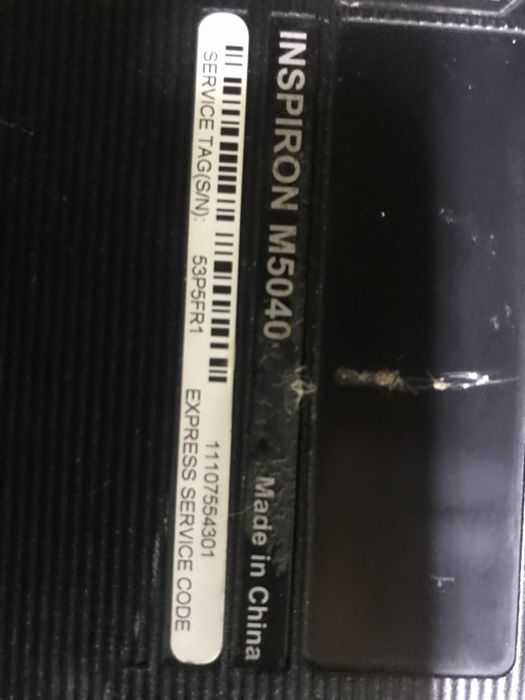 INSPIRON M5040 Made in China
11107554301
SERVICE TAG(S/N): 53P5FR1 EXPRESS SERVICE CODE